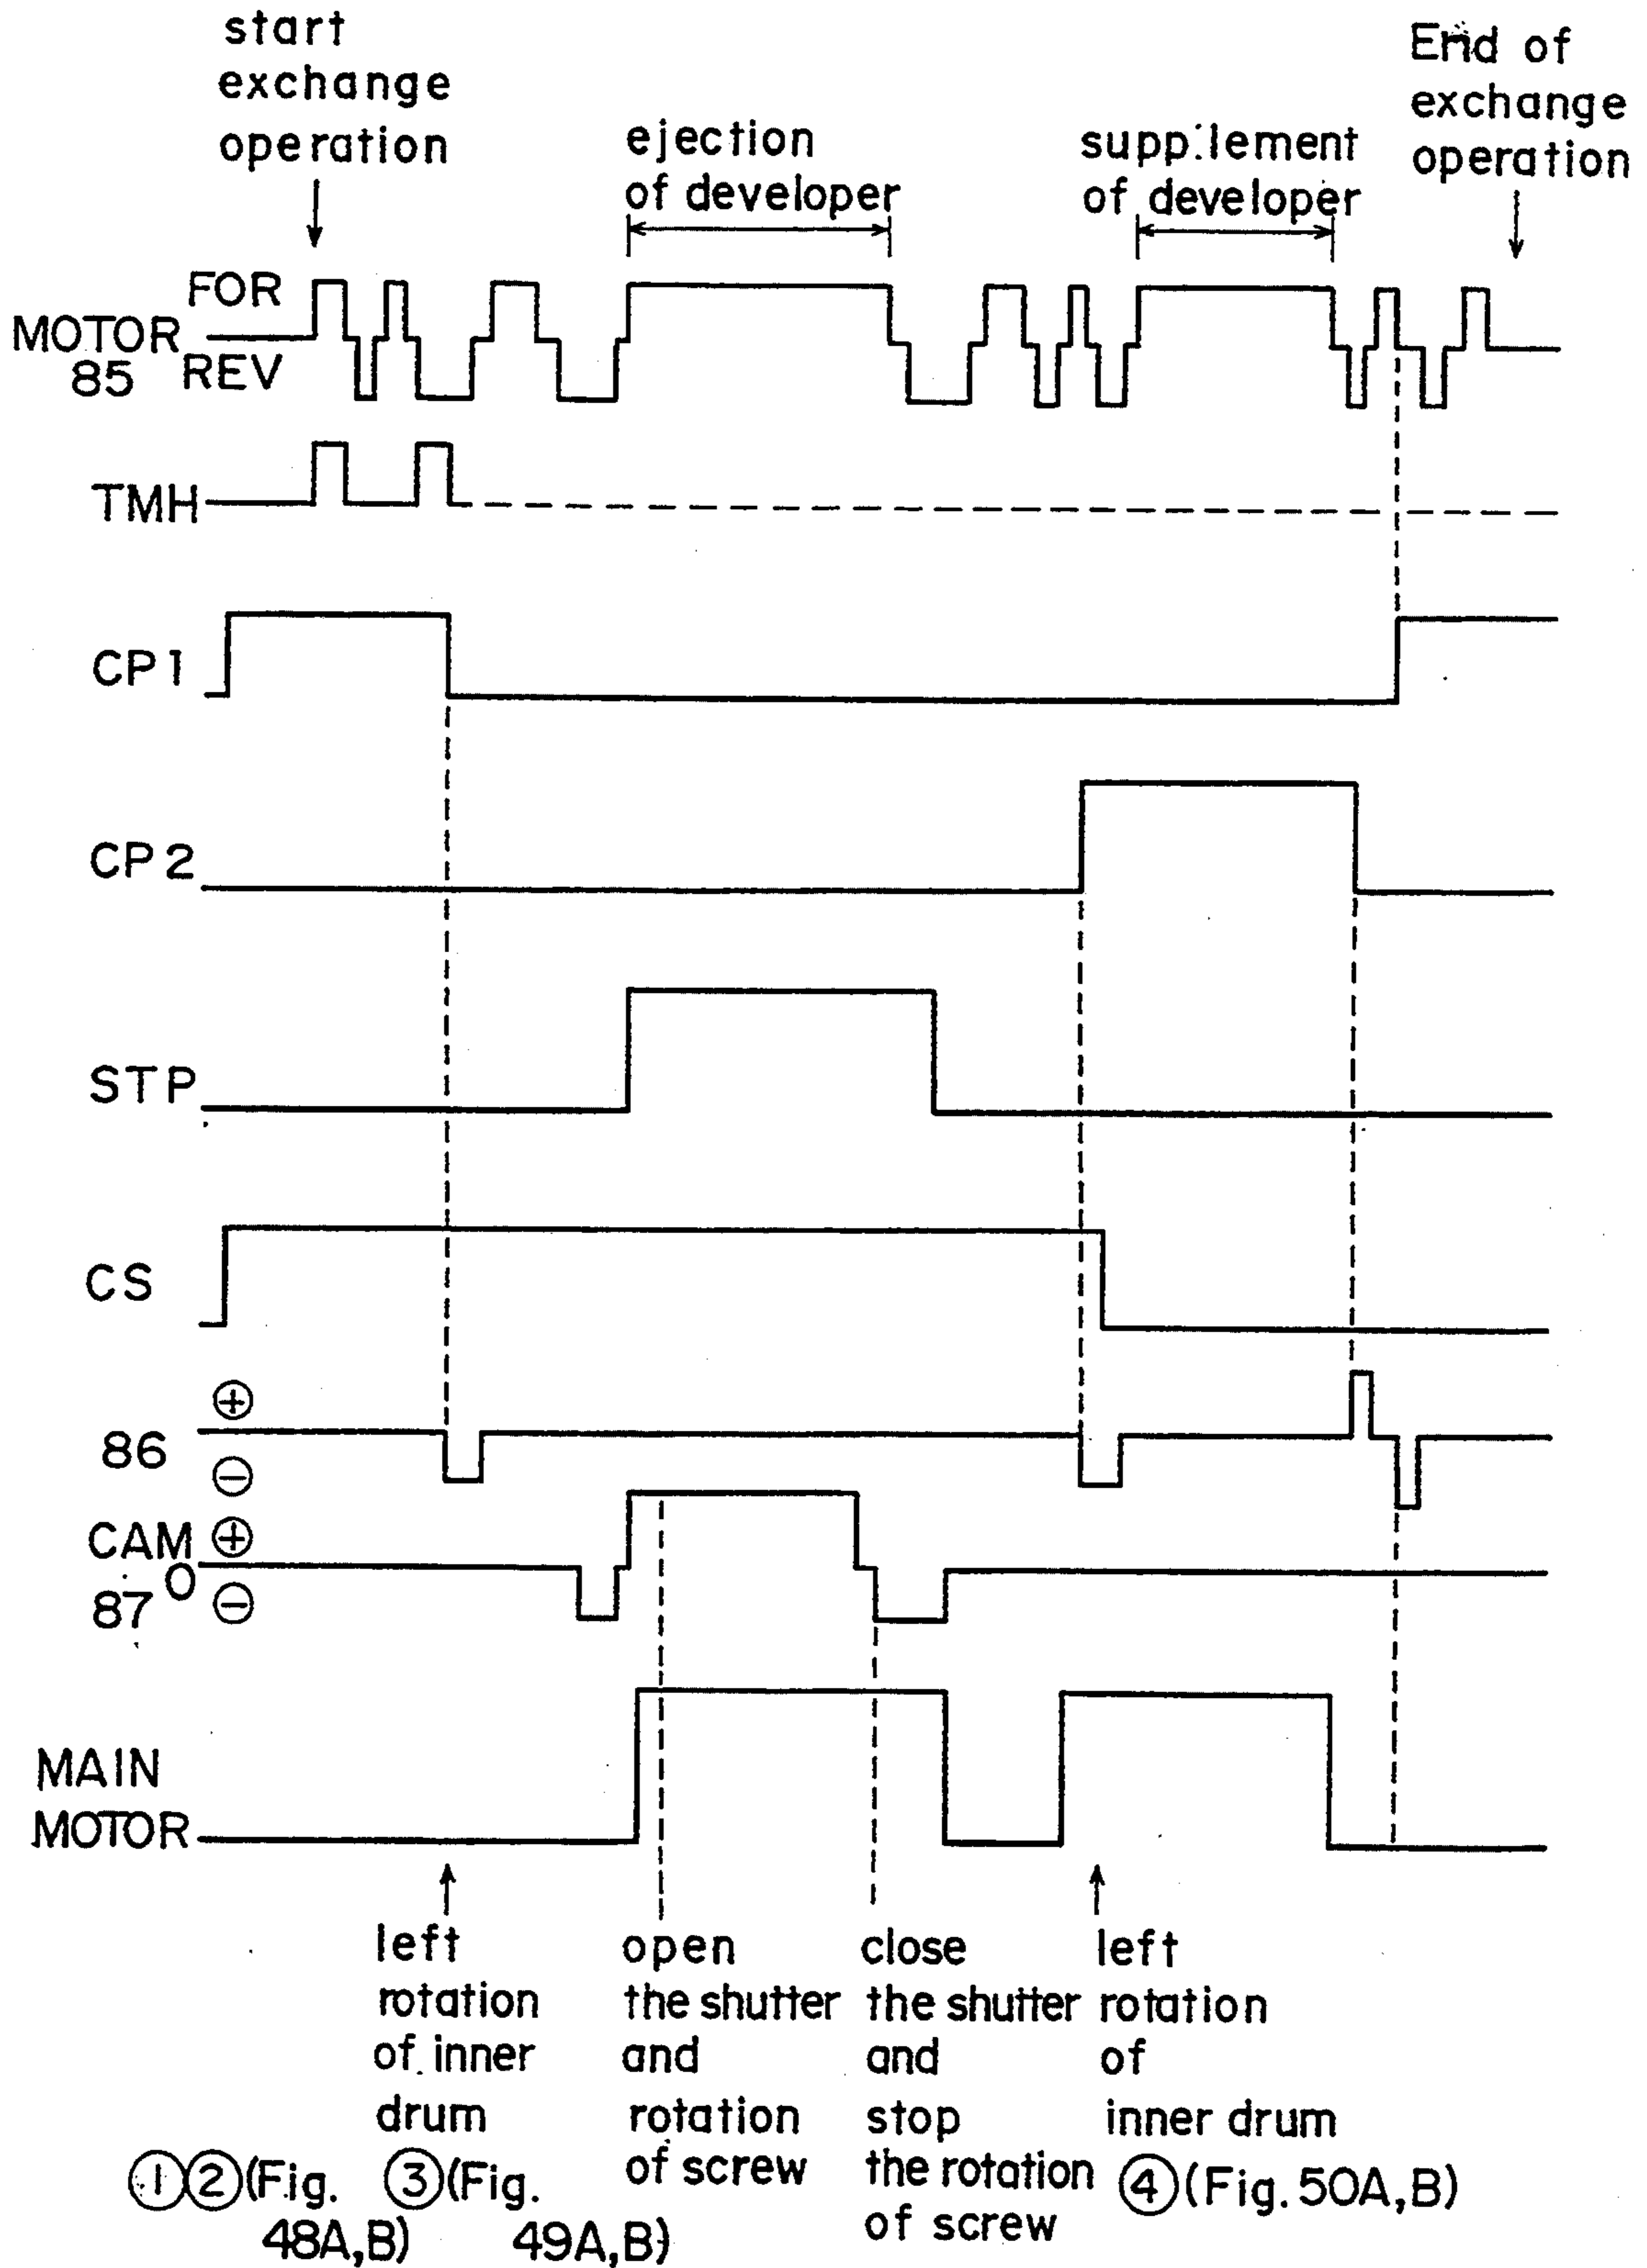 start
exchange
operation
ejection
of developer
supplement
of developer
End of
exchange
operation
FOR
MOTOR
85 REV
TMH
CP1
CP2
STP
CS
+
86
−
CAM +
0
87 −
MAIN
MOTOR
left
rotation
of inner
drum
open
the shutter
and
rotation
of screw
close
the shutter
and
stop
the rotation
of screw
left
rotation
of
inner drum
①②(Fig.
48A,B)
③(Fig.
49A,B)
④(Fig. 50A,B)